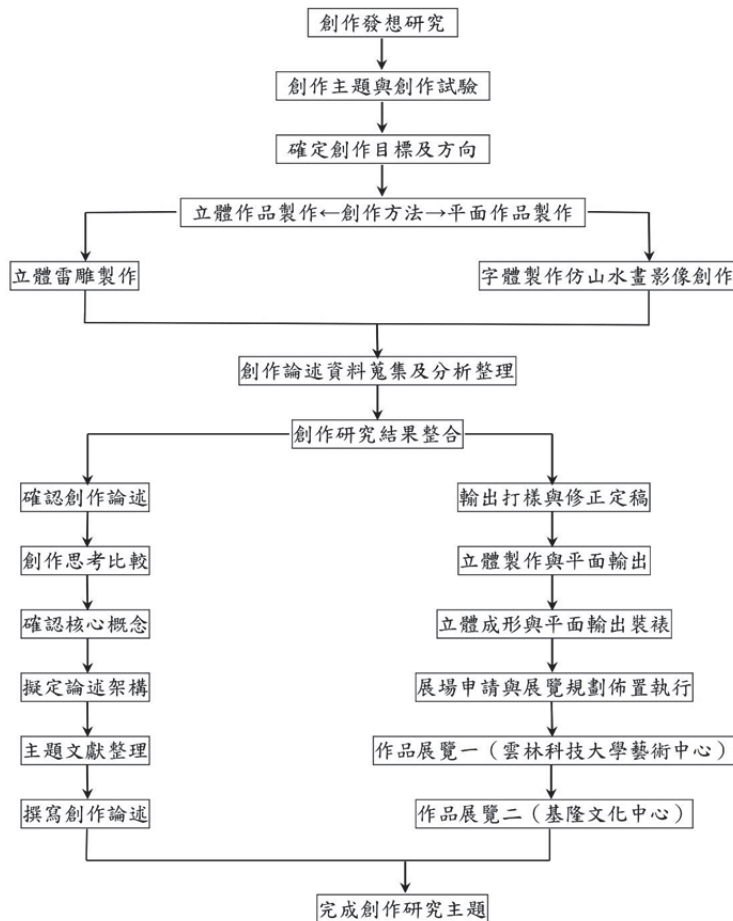 創作發想研究
創作主題與創作試驗
確定創作目標及方向
立體作品製作←創作方法→平面作品製作
立體雷雕製作
字體製作仿山水畫影像創作
創作論述資料蒐集及分析整理
創作研究結果整合
確認創作論述
輸出打樣與修正定稿
創作思考比較
立體製作與平面輸出
確認核心概念
立體成形與平面輸出裝裱
擬定論述架構
展場申請與展覽規劃佈置執行
主題文獻整理
作品展覽一（雲林科技大學藝術中心）
撰寫創作論述
作品展覽二（基隆文化中心）
完成創作研究主題